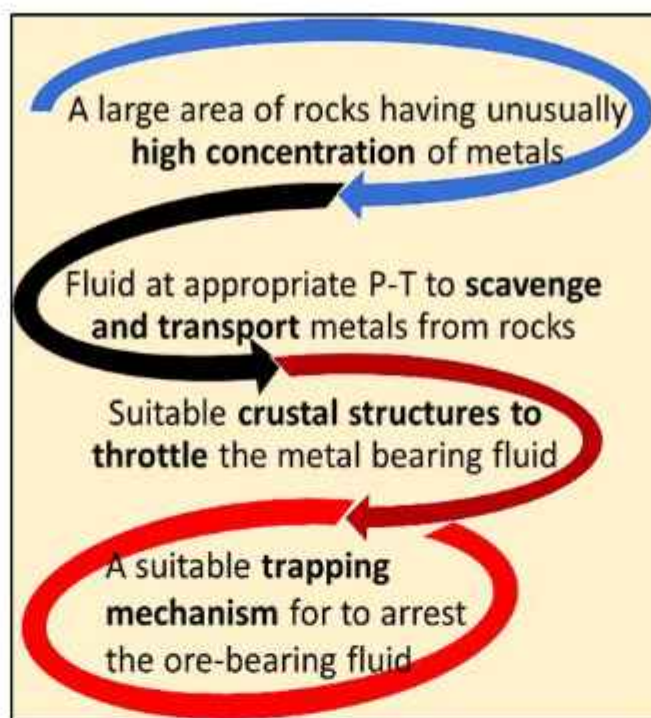 A large area of rocks having unusually
high concentration of metals
Fluid at appropriate P-T to scavenge
and transport metals from rocks
Suitable crustal structures to
throttle the metal bearing fluid
A suitable trapping
mechanism for to arrest
the ore-bearing fluid